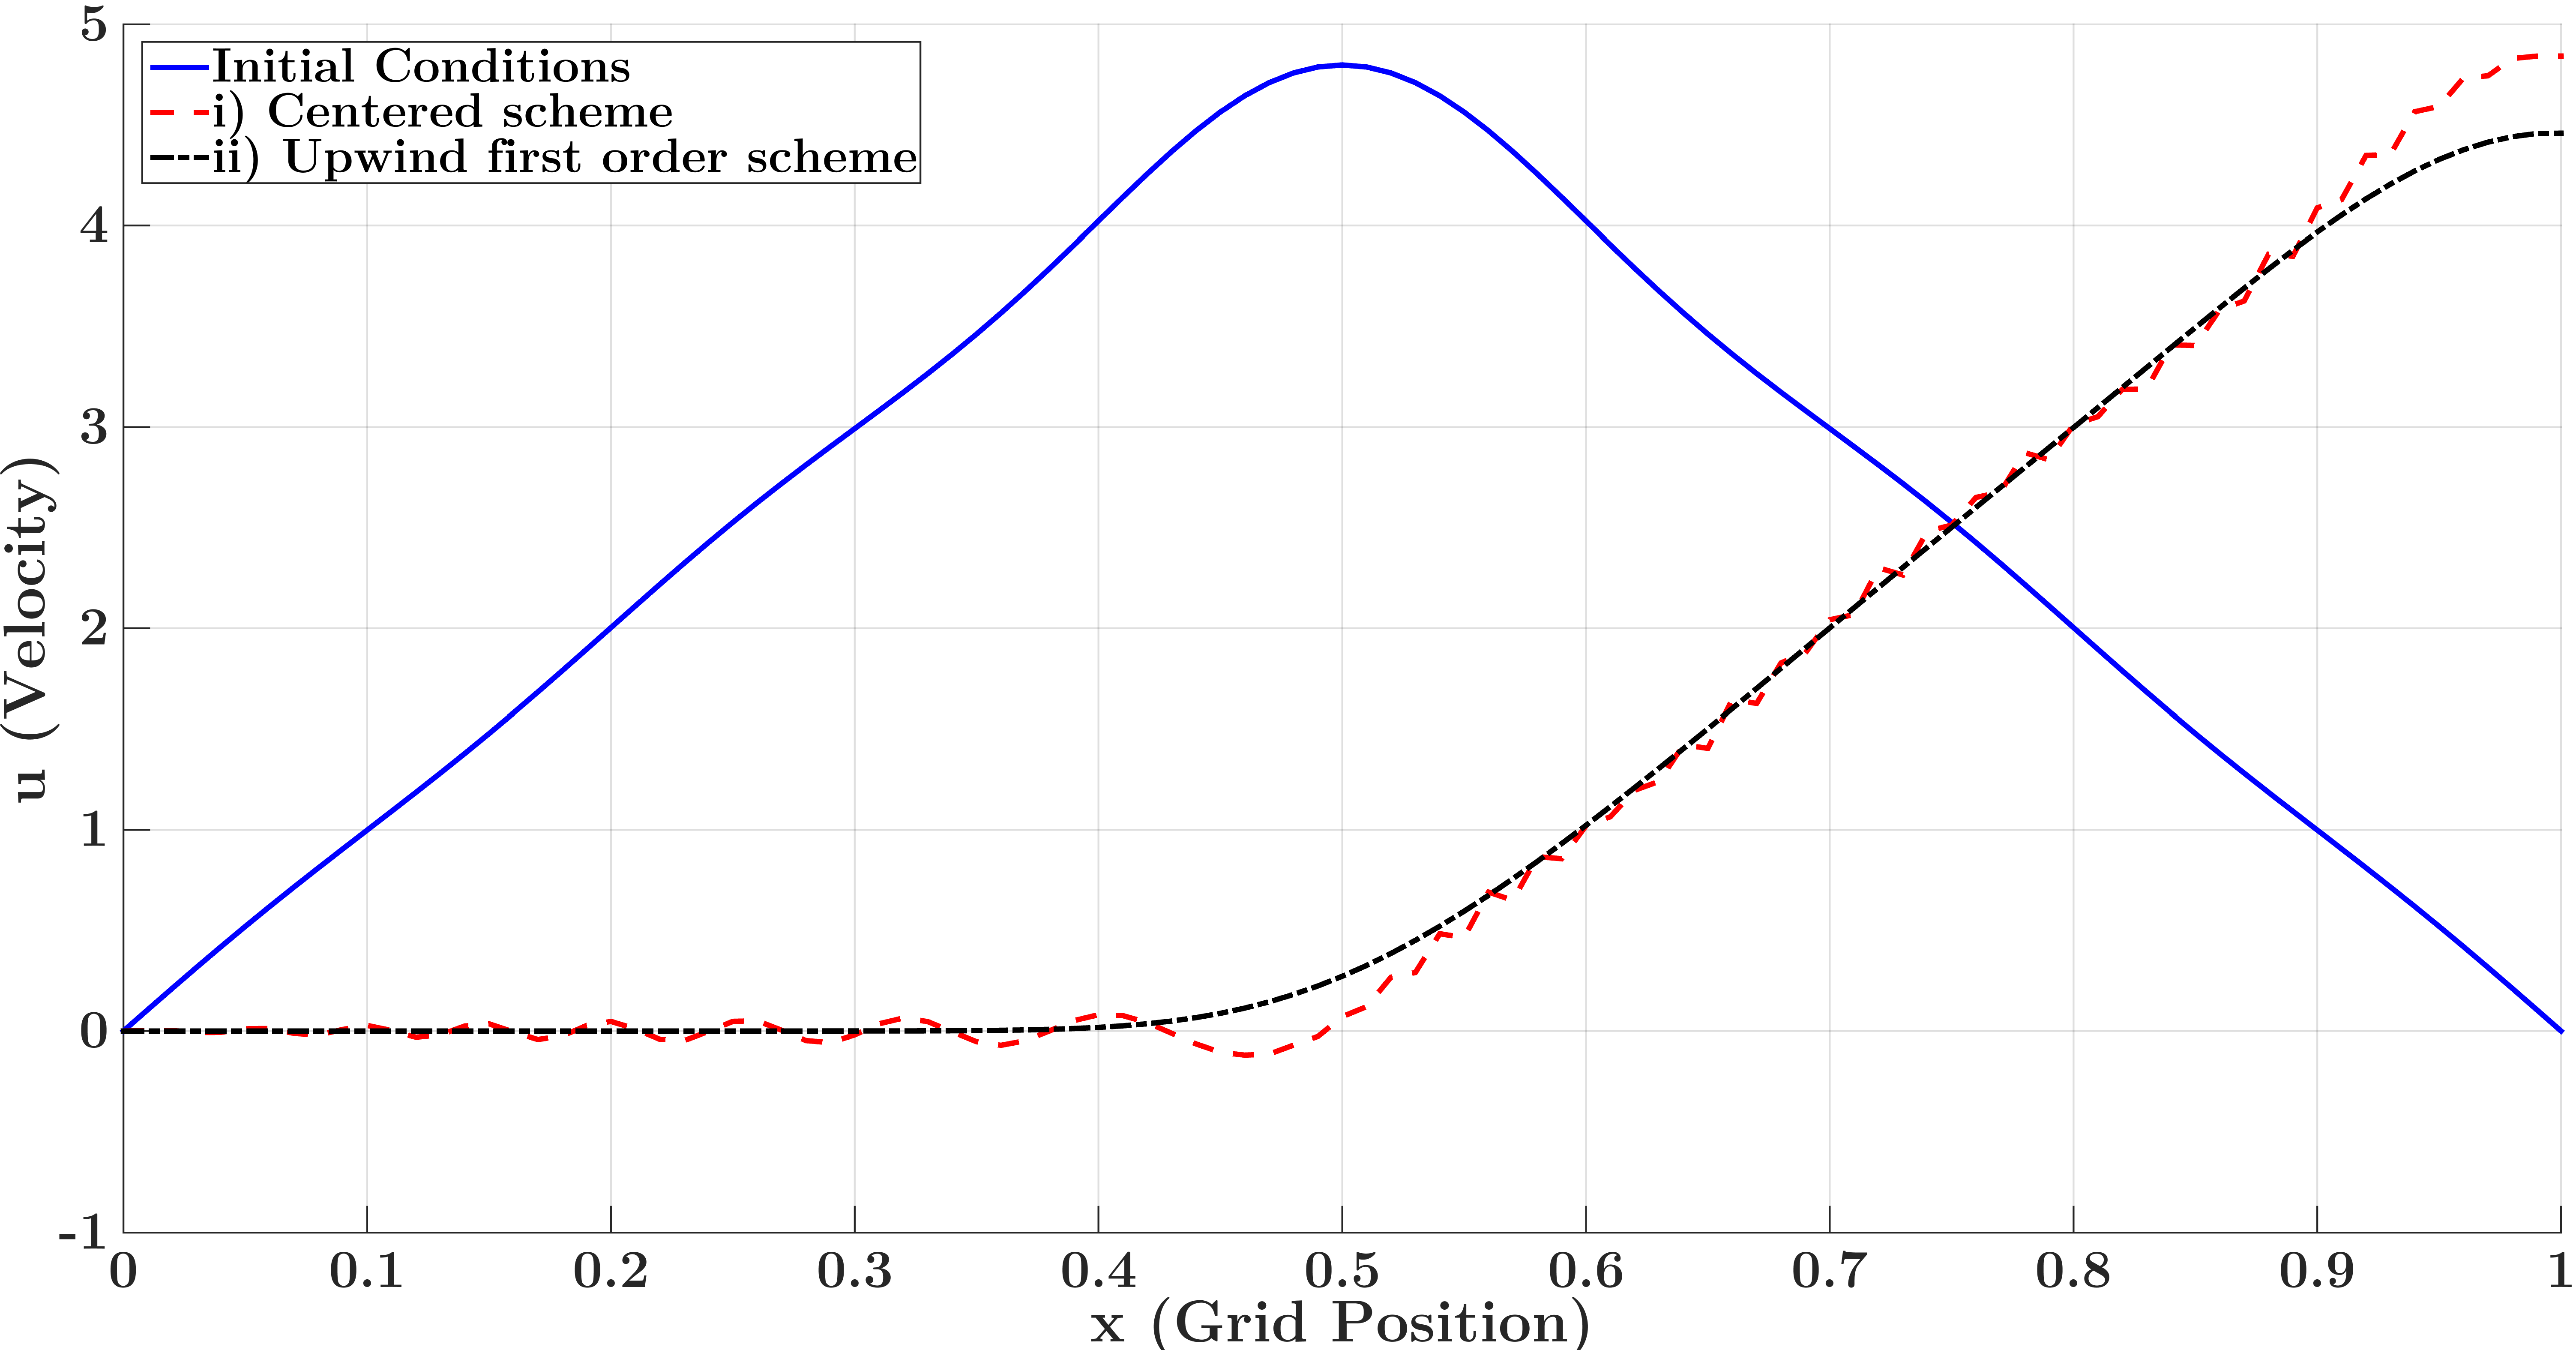 5
4
3
2
1
0
-1
u (Velocity)
Initial Conditions
i) Centered scheme
ii) Upwind first order scheme
0 0.1 0.2 0.3 0.4 0.5 0.6 0.7 0.8 0.9 1
x (Grid Position)